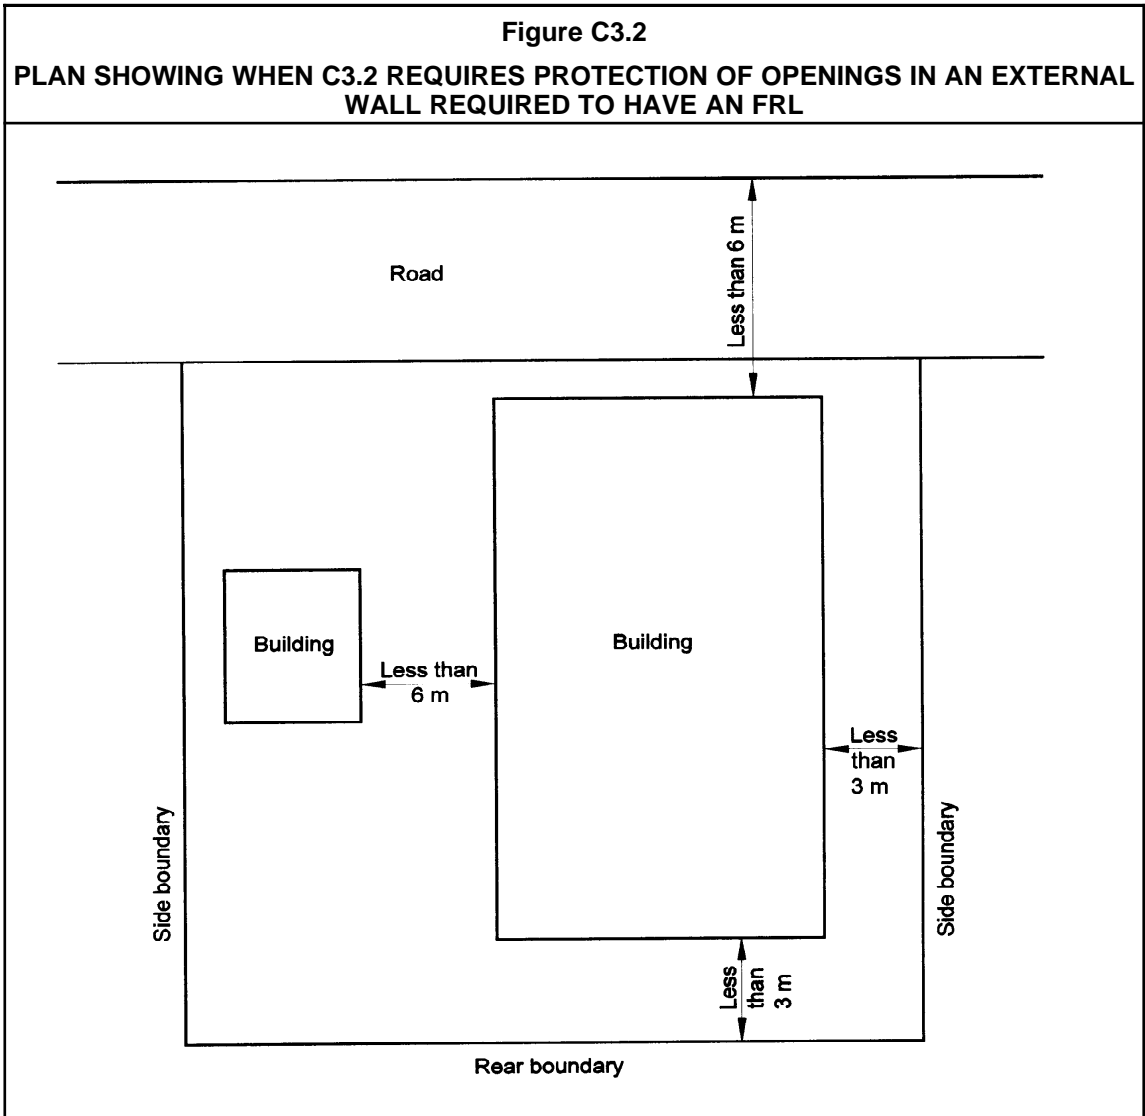 Figure C3.2
PLAN SHOWING WHEN C3.2 REQUIRES PROTECTION OF OPENINGS IN AN EXTERNAL
WALL REQUIRED TO HAVE AN FRL
Less than 6 m
Road
Building
Less than
6 m
Building
Less
than
3 m
Side boundary
Side boundary
Less
than
3 m
Rear boundary